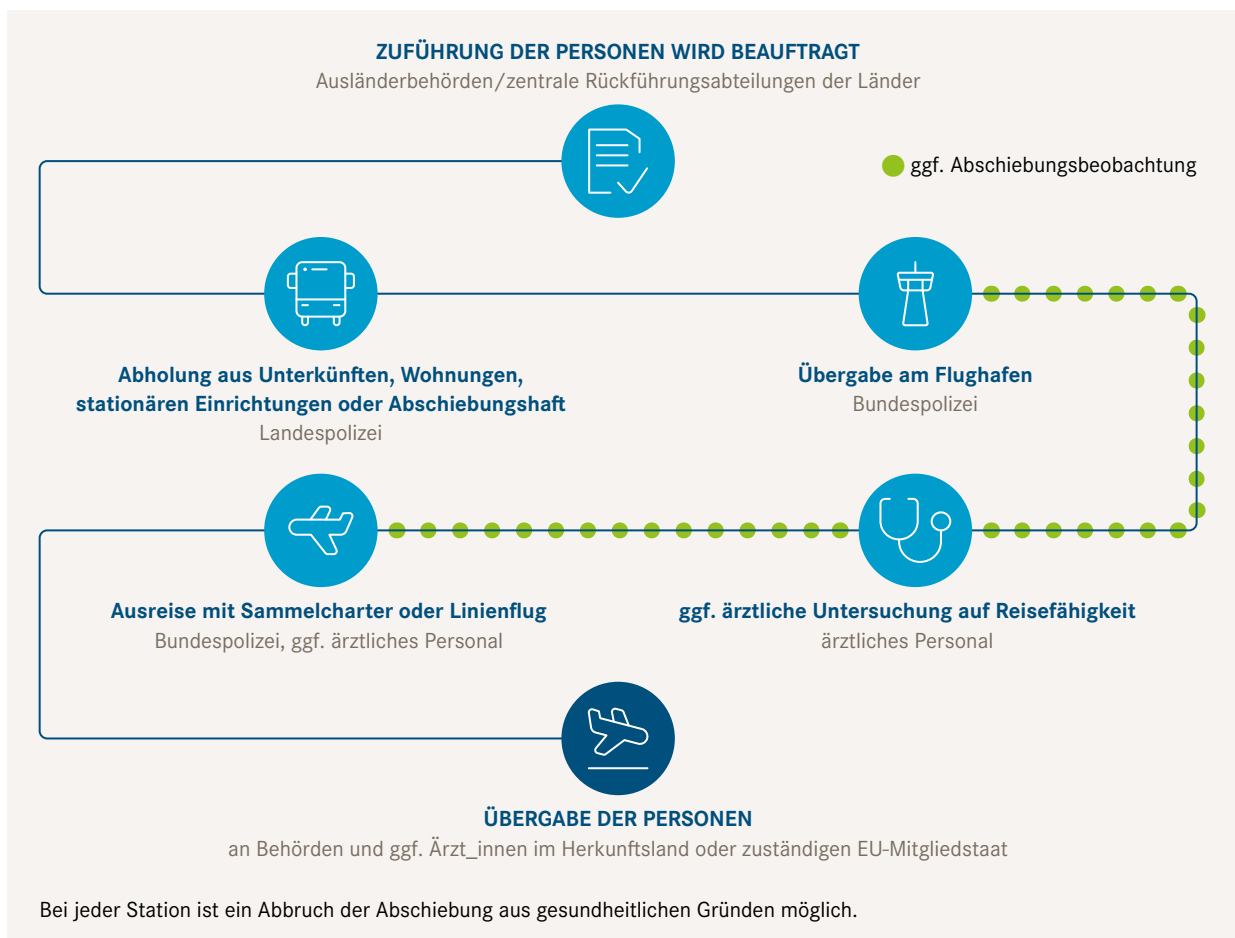 ZUFÜHRUNG DER PERSONEN WIRD BEAUFTRAGT
Ausländerbehörden/zentrale Rückführungsabteilungen der Länder
ggf. Abschiebungsbeobachtung
Abholung aus Unterkünften, Wohnungen,
stationären Einrichtungen oder Abschiebungshaft
Landespolizei
Übergabe am Flughafen
Bundespolizei
Ausreise mit Sammelcharter oder Linienflug
Bundespolizei, ggf. ärztliches Personal
ggf. ärztliche Untersuchung auf Reisefähigkeit
ärztliches Personal
ÜBERGABE DER PERSONEN
an Behörden und ggf. Ärzt_innen im Herkunftsland oder zuständigen EU-Mitgliedstaat
Bei jeder Station ist ein Abbruch der Abschiebung aus gesundheitlichen Gründen möglich.